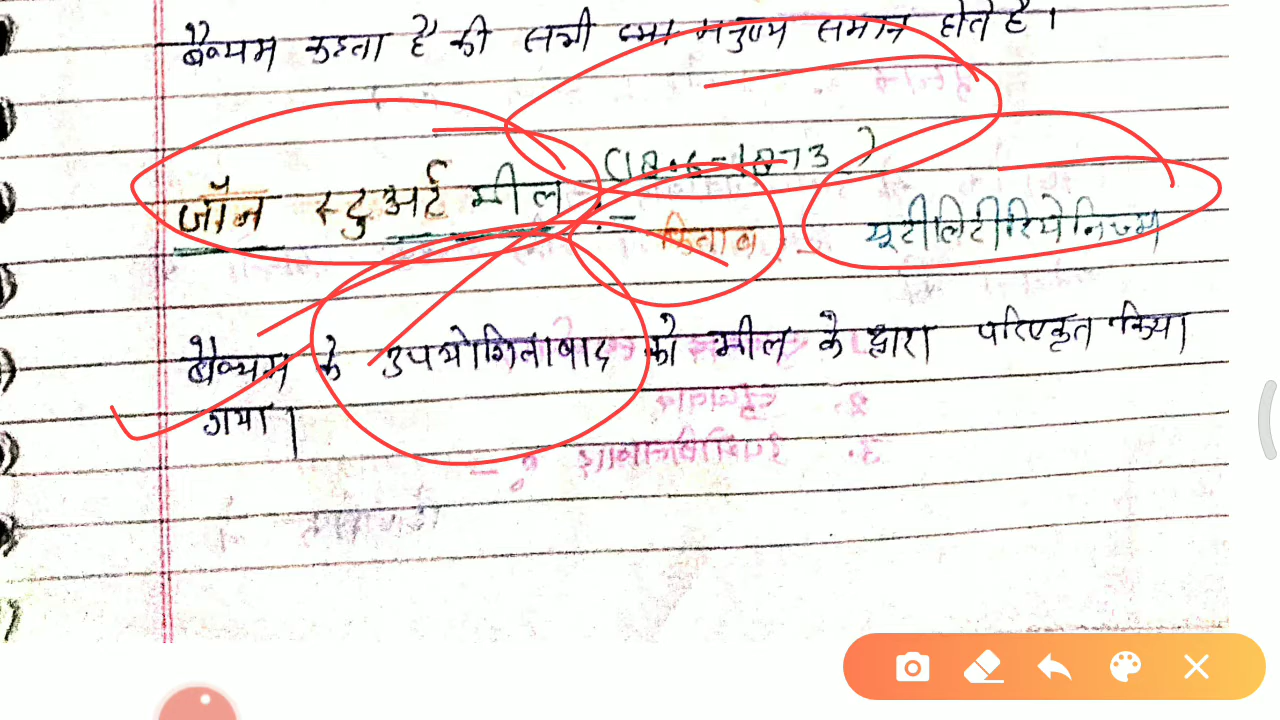 बैन्थम कहता है की सभी मनुष्य समान होते है।
(1806-1873)
जॉन स्टुअर्ट मील :- किताब यूटीलिटीरियेनिज्म
बैन्थम के उपयोगितावाद को मील के द्वारा परिष्कृत किया
गया।